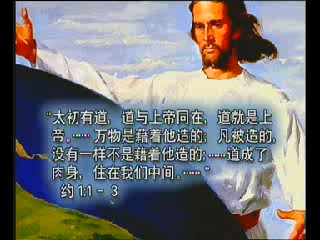 “太初有道，道与上帝同在，道就是上
帝。……万物是藉着他造的；凡被造的，
没有一样不是藉着他造的；……道成了
肉身，住在我们中间。……”
约 1:1 – 3